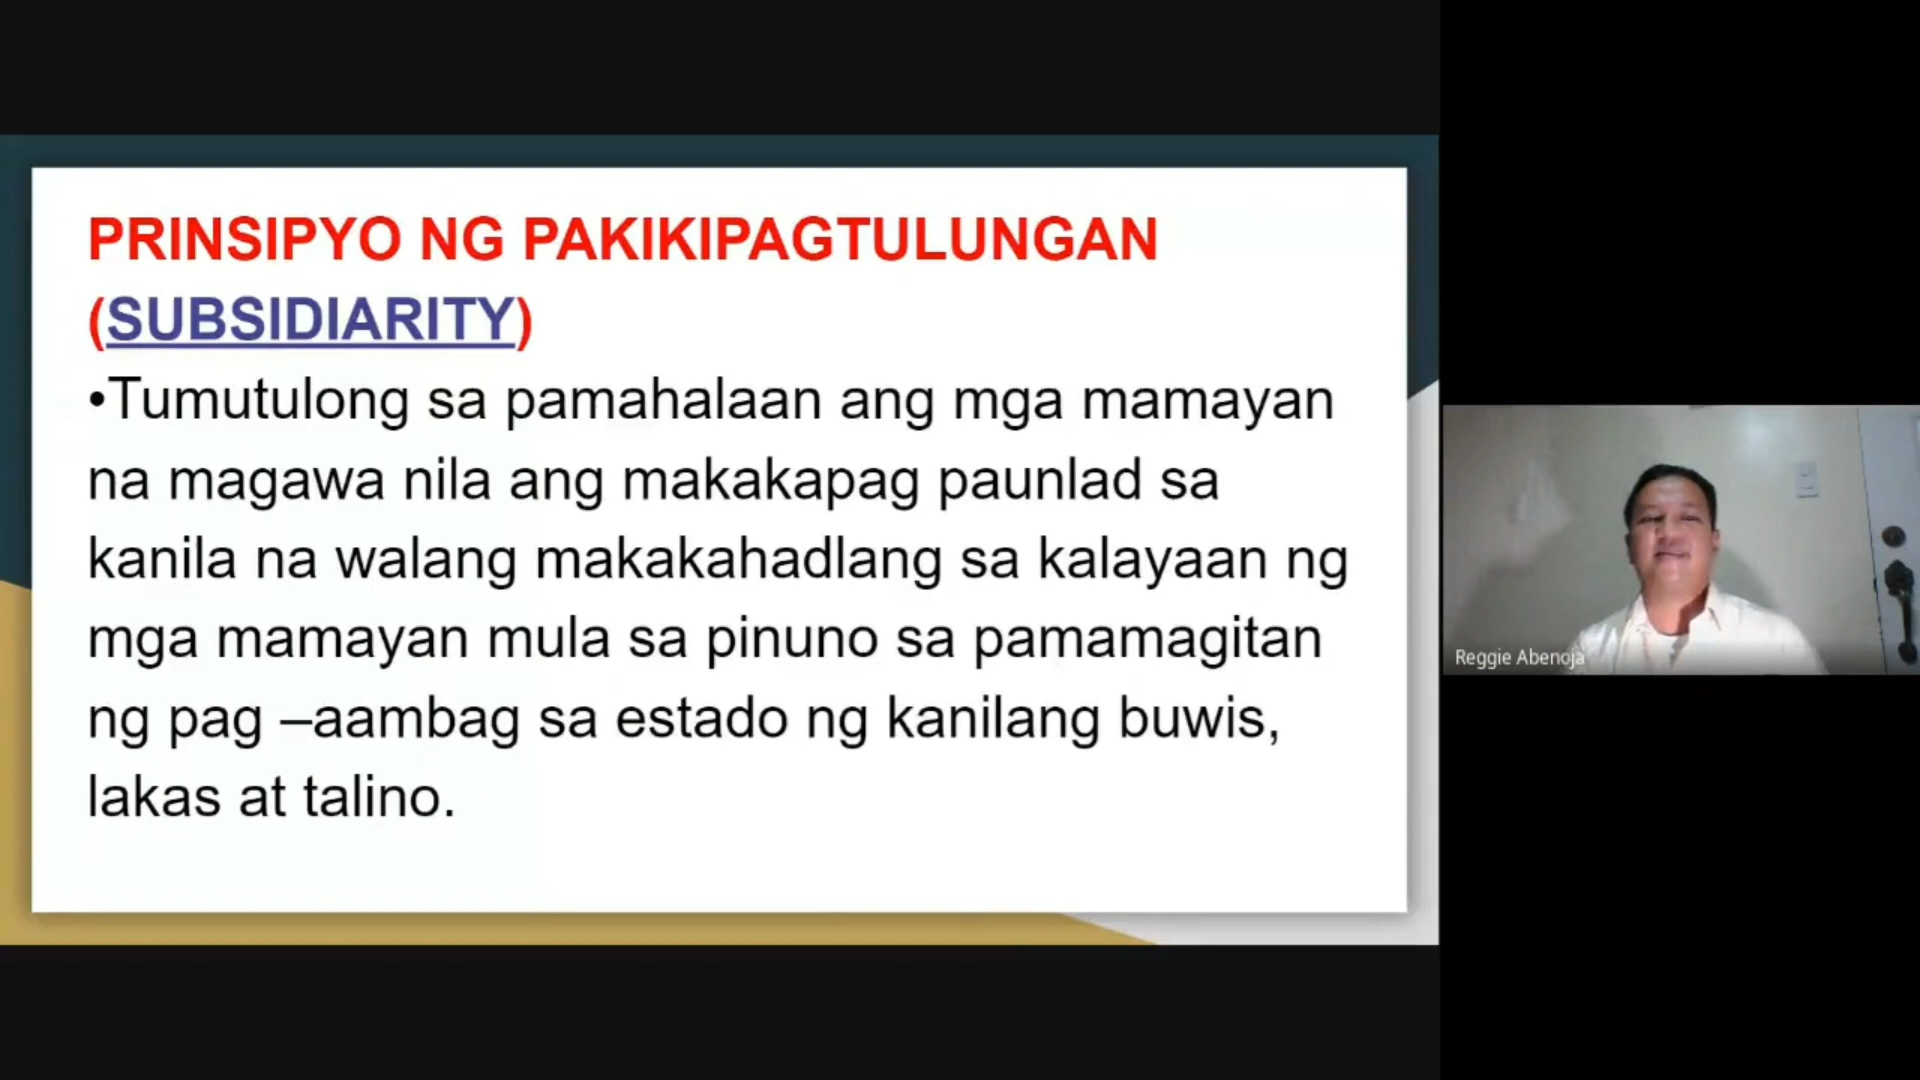 PRINSIPYO NG PAKIKIPAGTULUNGAN
(SUBSIDIARITY)
•Tumutulong sa pamahalaan ang mga mamayan
na magawa nila ang makakapag paunlad sa
kanila na walang makakahadlang sa kalayaan ng
mga mamayan mula sa pinuno sa pamamagitan
ng pag –aambag sa estado ng kanilang buwis,
lakas at talino.
Reggie Abenoja